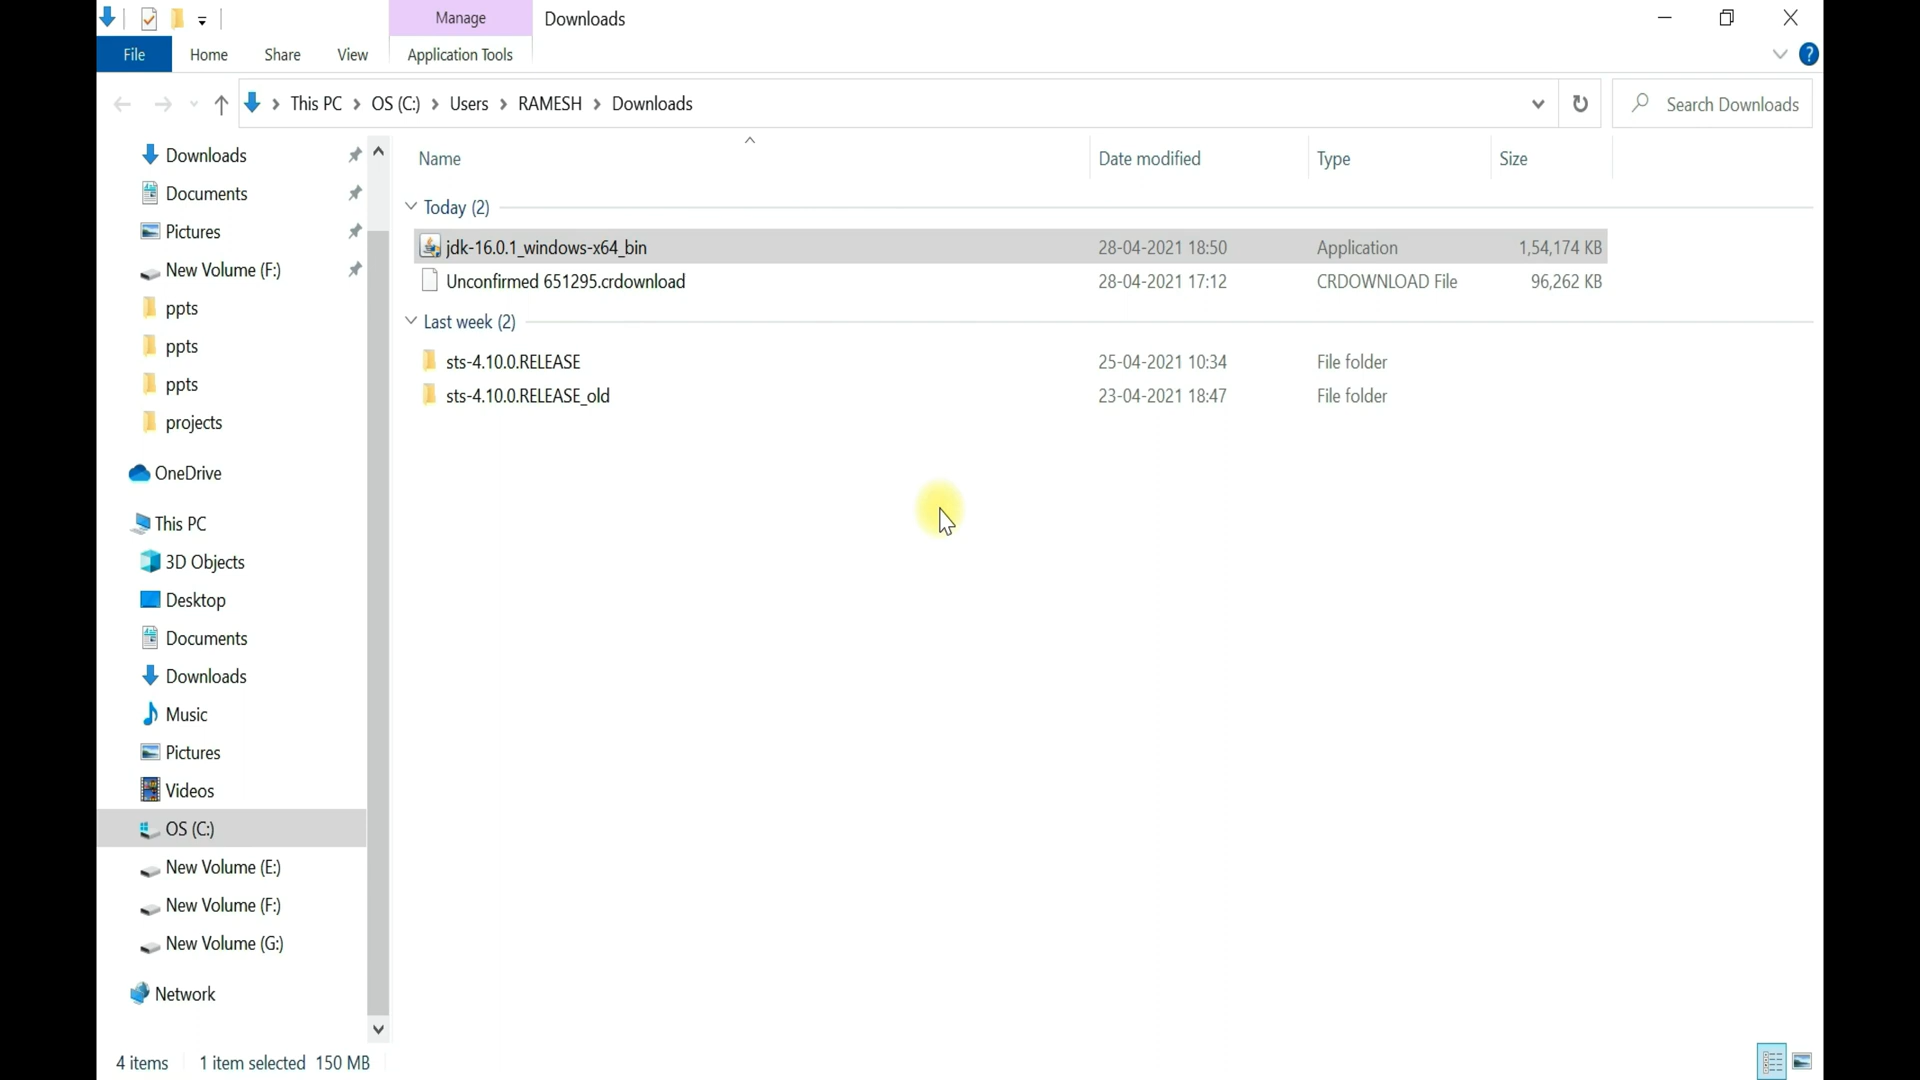 Manage
Downloads
File
Home
Share
View
Application Tools
?
This PC
OS (C:)
Users
RAMESH
Downloads
Search Downloads
Downloads
Documents
Pictures
New Volume (F:)
ppts
ppts
ppts
projects
OneDrive
This PC
3D Objects
Desktop
Documents
Downloads
Music
Pictures
Videos
OS (C:)
New Volume (E:)
New Volume (F:)
New Volume (G:)
Network
Name Date modified Type Size
Today (2)
jdk-16.0.1_windows-x64_bin 28-04-2021 18:50 Application 1,54,174 KB
Unconfirmed 651295.crdownload 28-04-2021 17:12 CRDOWNLOAD File 96,262 KB
Last week (2)
sts-4.10.0.RELEASE 25-04-2021 10:34 File folder
sts-4.10.0.RELEASE_old 23-04-2021 18:47 File folder
4 items 1 item selected 150 MB